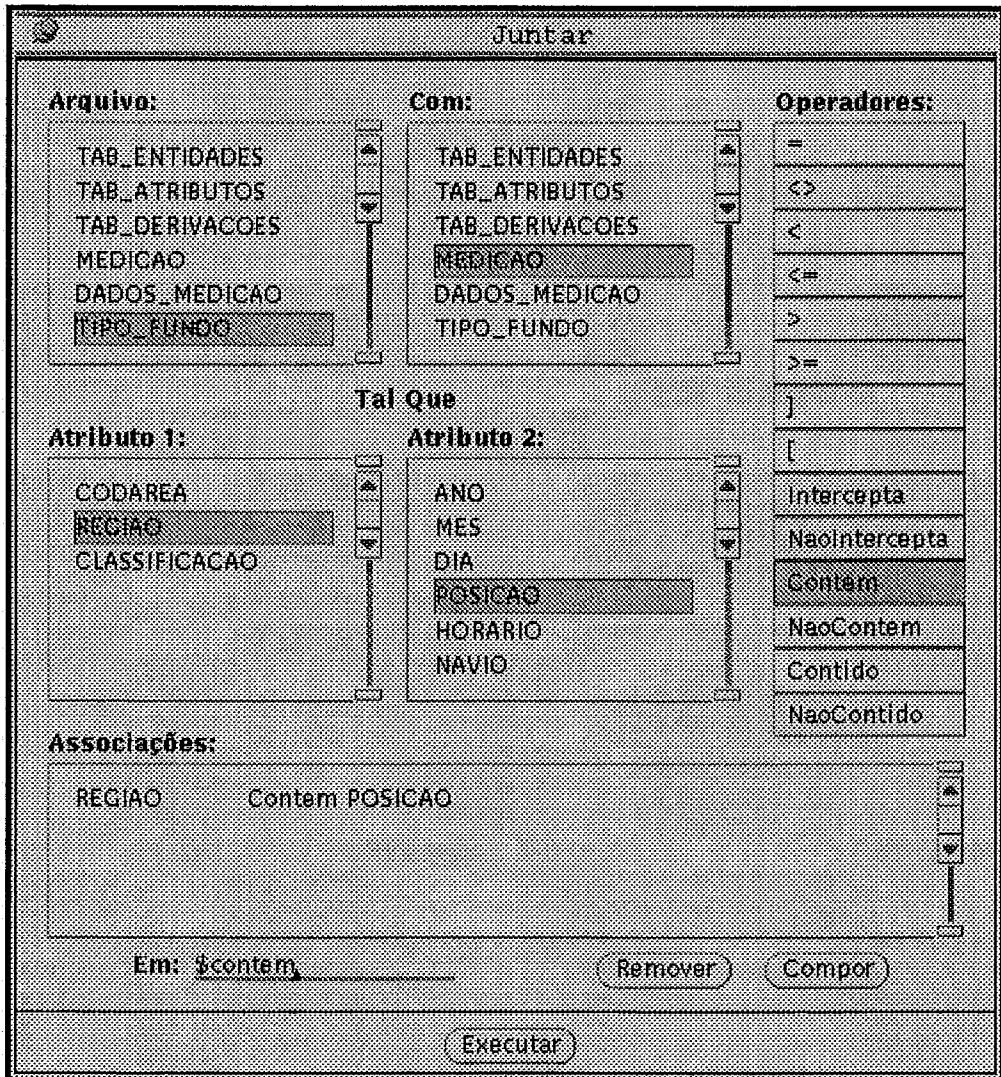 Juntar
Arquivo:
TAB_ENTIDADES
TAB_ATRIBUTOS
TAB_DERIVACOES
MEDICAO
DADOS_MEDICAO
TIPO_FUNDO
Com:
TAB_ENTIDADES
TAB_ATRIBUTOS
TAB_DERIVACOES
MEDICAO
DADOS_MEDICAO
TIPO_FUNDO
Operadores:
=
<>
<
<=
>
>=
]
[
Intercepta
NaoIntercepta
Contem
NaoContem
Contido
NaoContido
Tal Que
Atributo 1:
CODAREA
REGIAO
CLASSIFICACAO
Atributo 2:
ANO
MES
DIA
POSICAO
HORARIO
NAVIO
Associações:
REGIAO Contem POSICAO
Em: $contem
Remover
Compor
Executar